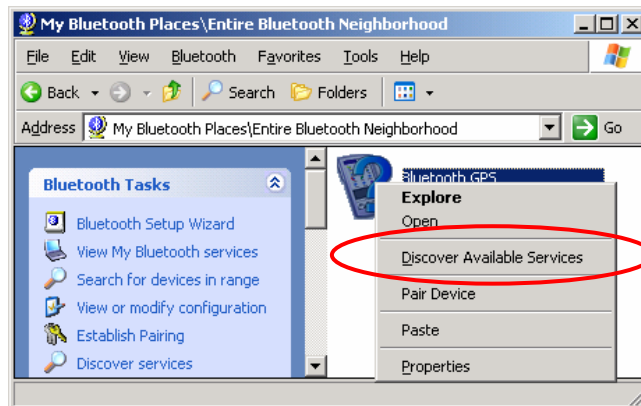 My Bluetooth Places\Entire Bluetooth Neighborhood
File Edit View Bluetooth Favorites Tools Help
Back Search Folders
Address My Bluetooth Places\Entire Bluetooth Neighborhood Go
Bluetooth Tasks
Bluetooth Setup Wizard
View My Bluetooth services
Search for devices in range
View or modify configuration
Establish Pairing
Discover services
Bluetooth GPS
Explore
Open
Discover Available Services
Pair Device
Paste
Properties